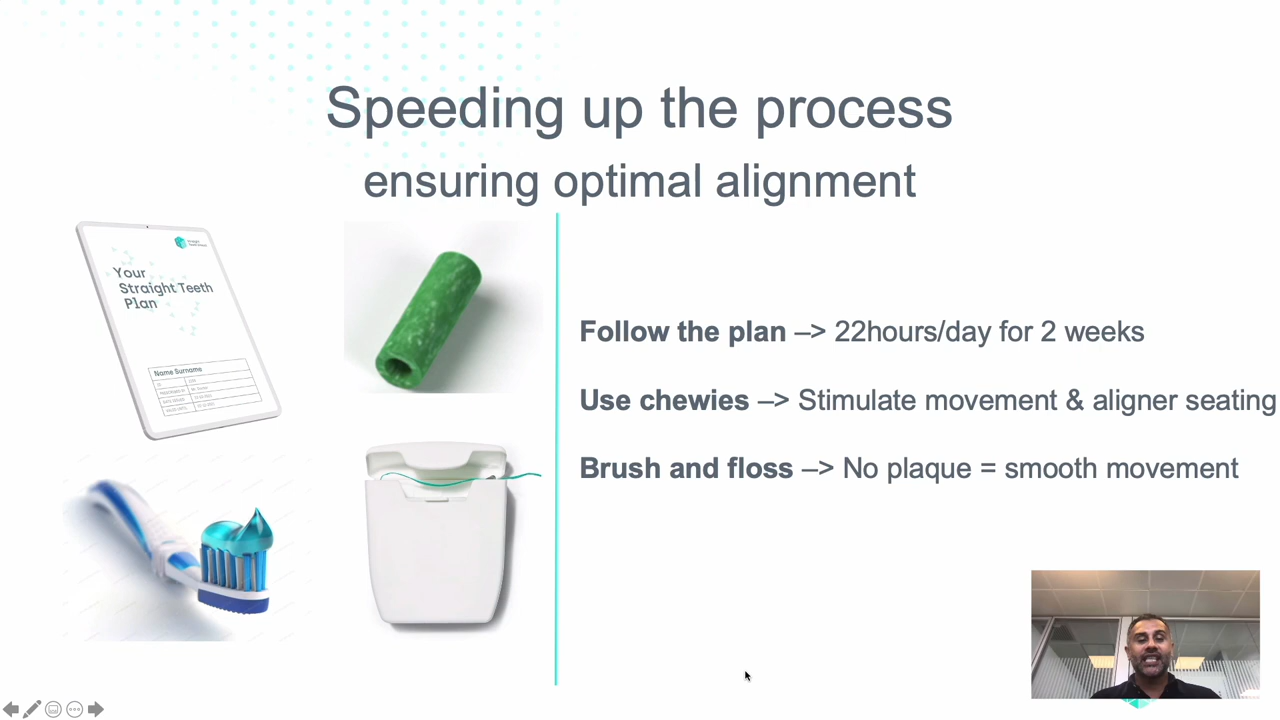 Speeding up the process
ensuring optimal alignment
Your
Straight Teeth
Plan
Name Surname
Follow the plan –> 22hours/day for 2 weeks
Use chewies –> Stimulate movement & aligner seating
Brush and floss –> No plaque = smooth movement